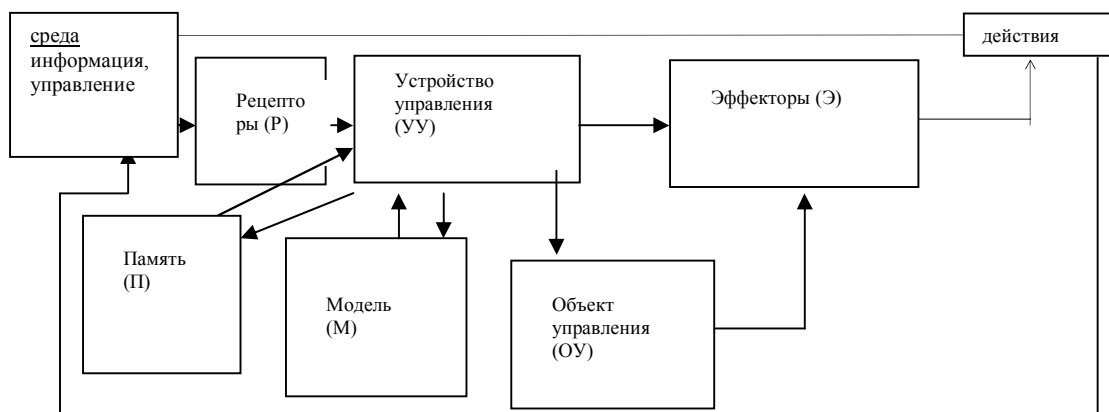 среда
информация,
управление
действия
Рецепто
ры (Р)
Устройство
управления
(УУ)
Эффекторы (Э)
Память
(П)
Модель
(М)
Объект
управления
(ОУ)